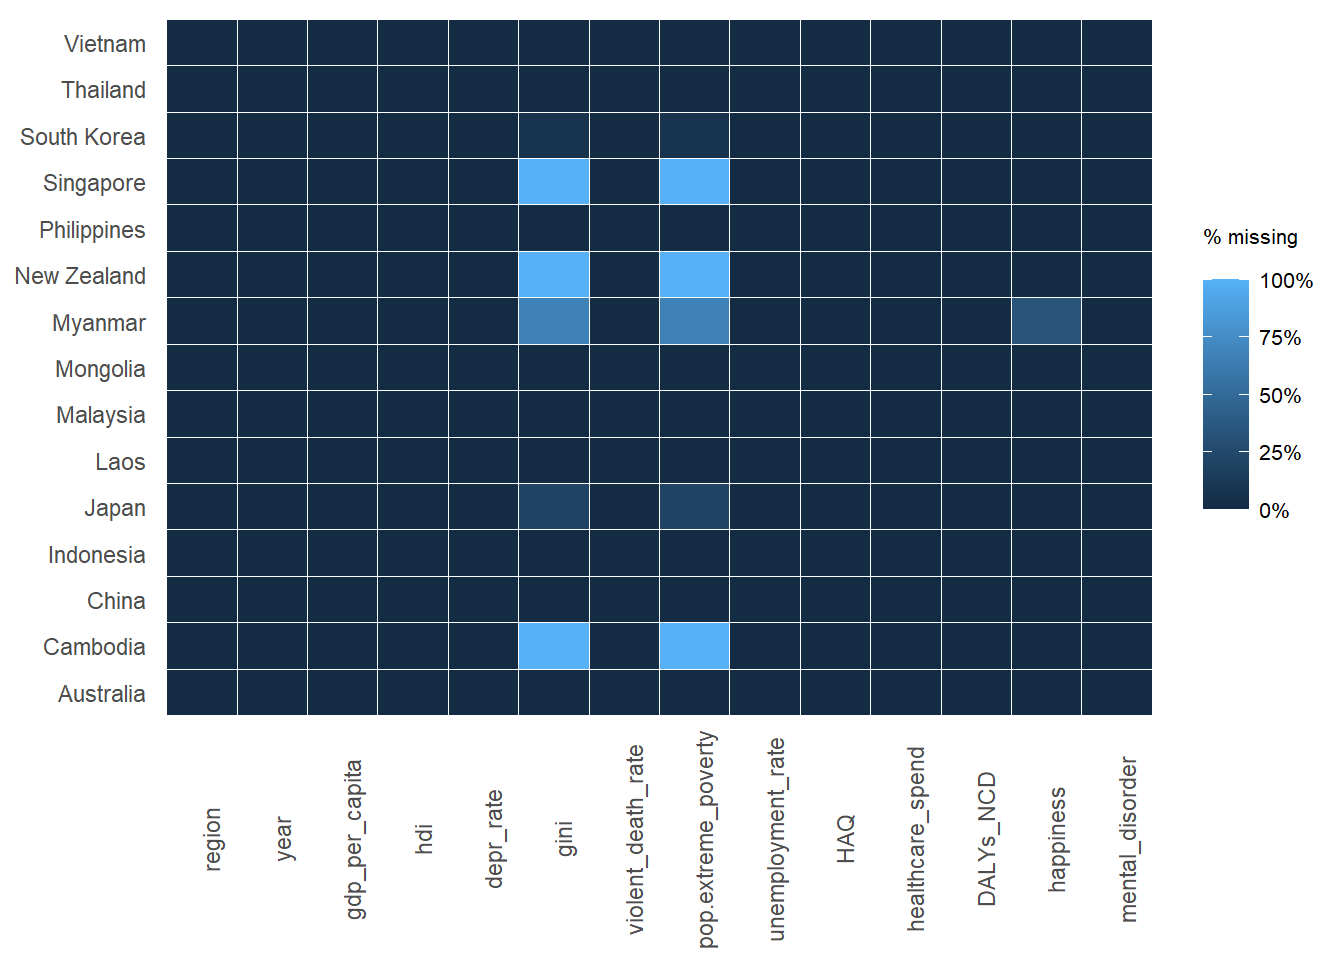 Vietnam
Thailand
South Korea
Singapore
Philippines
New Zealand
Myanmar
Mongolia
Malaysia
Laos
Japan
Indonesia
China
Cambodia
Australia
region
year
gdp_per_capita
hdi
depr_rate
gini
violent_death_rate
pop.extreme_poverty
unemployment_rate
HAQ
healthcare_spend
DALYs_NCD
happiness
mental_disorder
% missing
100%
75%
50%
25%
0%